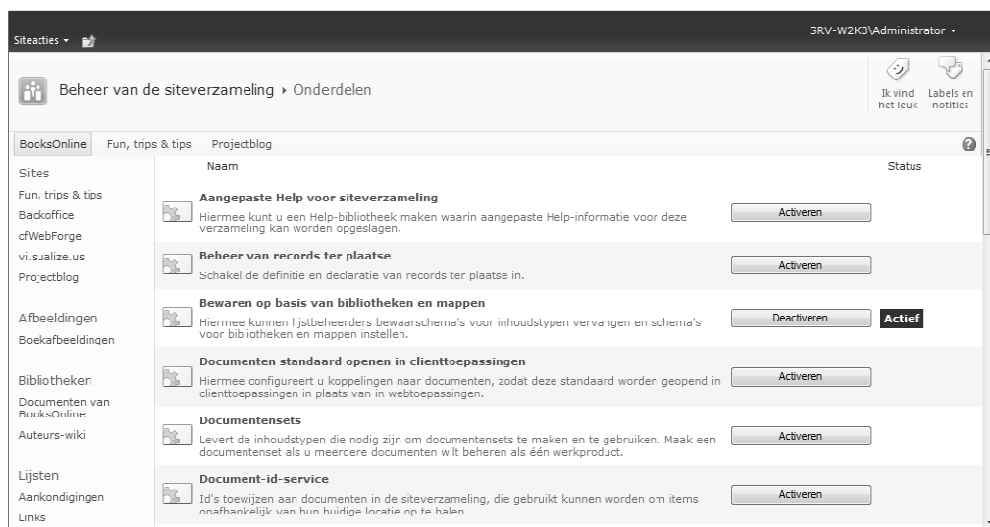 SRV-W2K3\Administrator
Siteacties
Beheer van de siteverzameling ▸ Onderdelen
Ik vind het leuk
Labels en notities
BocksOnline
Fun, trips & tips
Projectblog
Sites
Fun, trips & tips
Backoffice
cfWebForge
vi.sualize.us
Projectblog
Afbeeldingen
Boekafbeeldingen
Bibliotheken
Documenten van
BooksOnline
Auteurs-wiki
Lijsten
Aankondigingen
Links
Naam
Status
Aangepaste Help voor siteverzameling
Hiermee kunt u een Help-bibliotheek maken waarin aangepaste Help-informatie voor deze
verzameling kan worden opgeslagen.
Activeren
Beheer van records ter plaatse
Schakel de definitie en declaratie van records ter plaatse in.
Activeren
Bewaren op basis van bibliotheken en mappen
Hiermee kunnen lijstbeheerders bewaarschema's voor inhoudstypen vervangen en schema's
voor bibliotheken en mappen instellen.
Deactiveren
Actief
Documenten standaard openen in clienttoepassingen
Hiermee configureert u koppelingen naar documenten, zodat deze standaard worden geopend in
clienttoepassingen in plaats van in webtoepassingen.
Activeren
Documentensets
Levert de inhoudstypen die nodig zijn om documentensets te maken en te gebruiken. Maak een
documentenset als u meerdere documenten wilt beheren als één werkproduct.
Activeren
Document-id-service
Id's toewijzen aan documenten in de siteverzameling, die gebruikt kunnen worden om items
onafhankelijk van hun huidige locatie op te halen.
Activeren